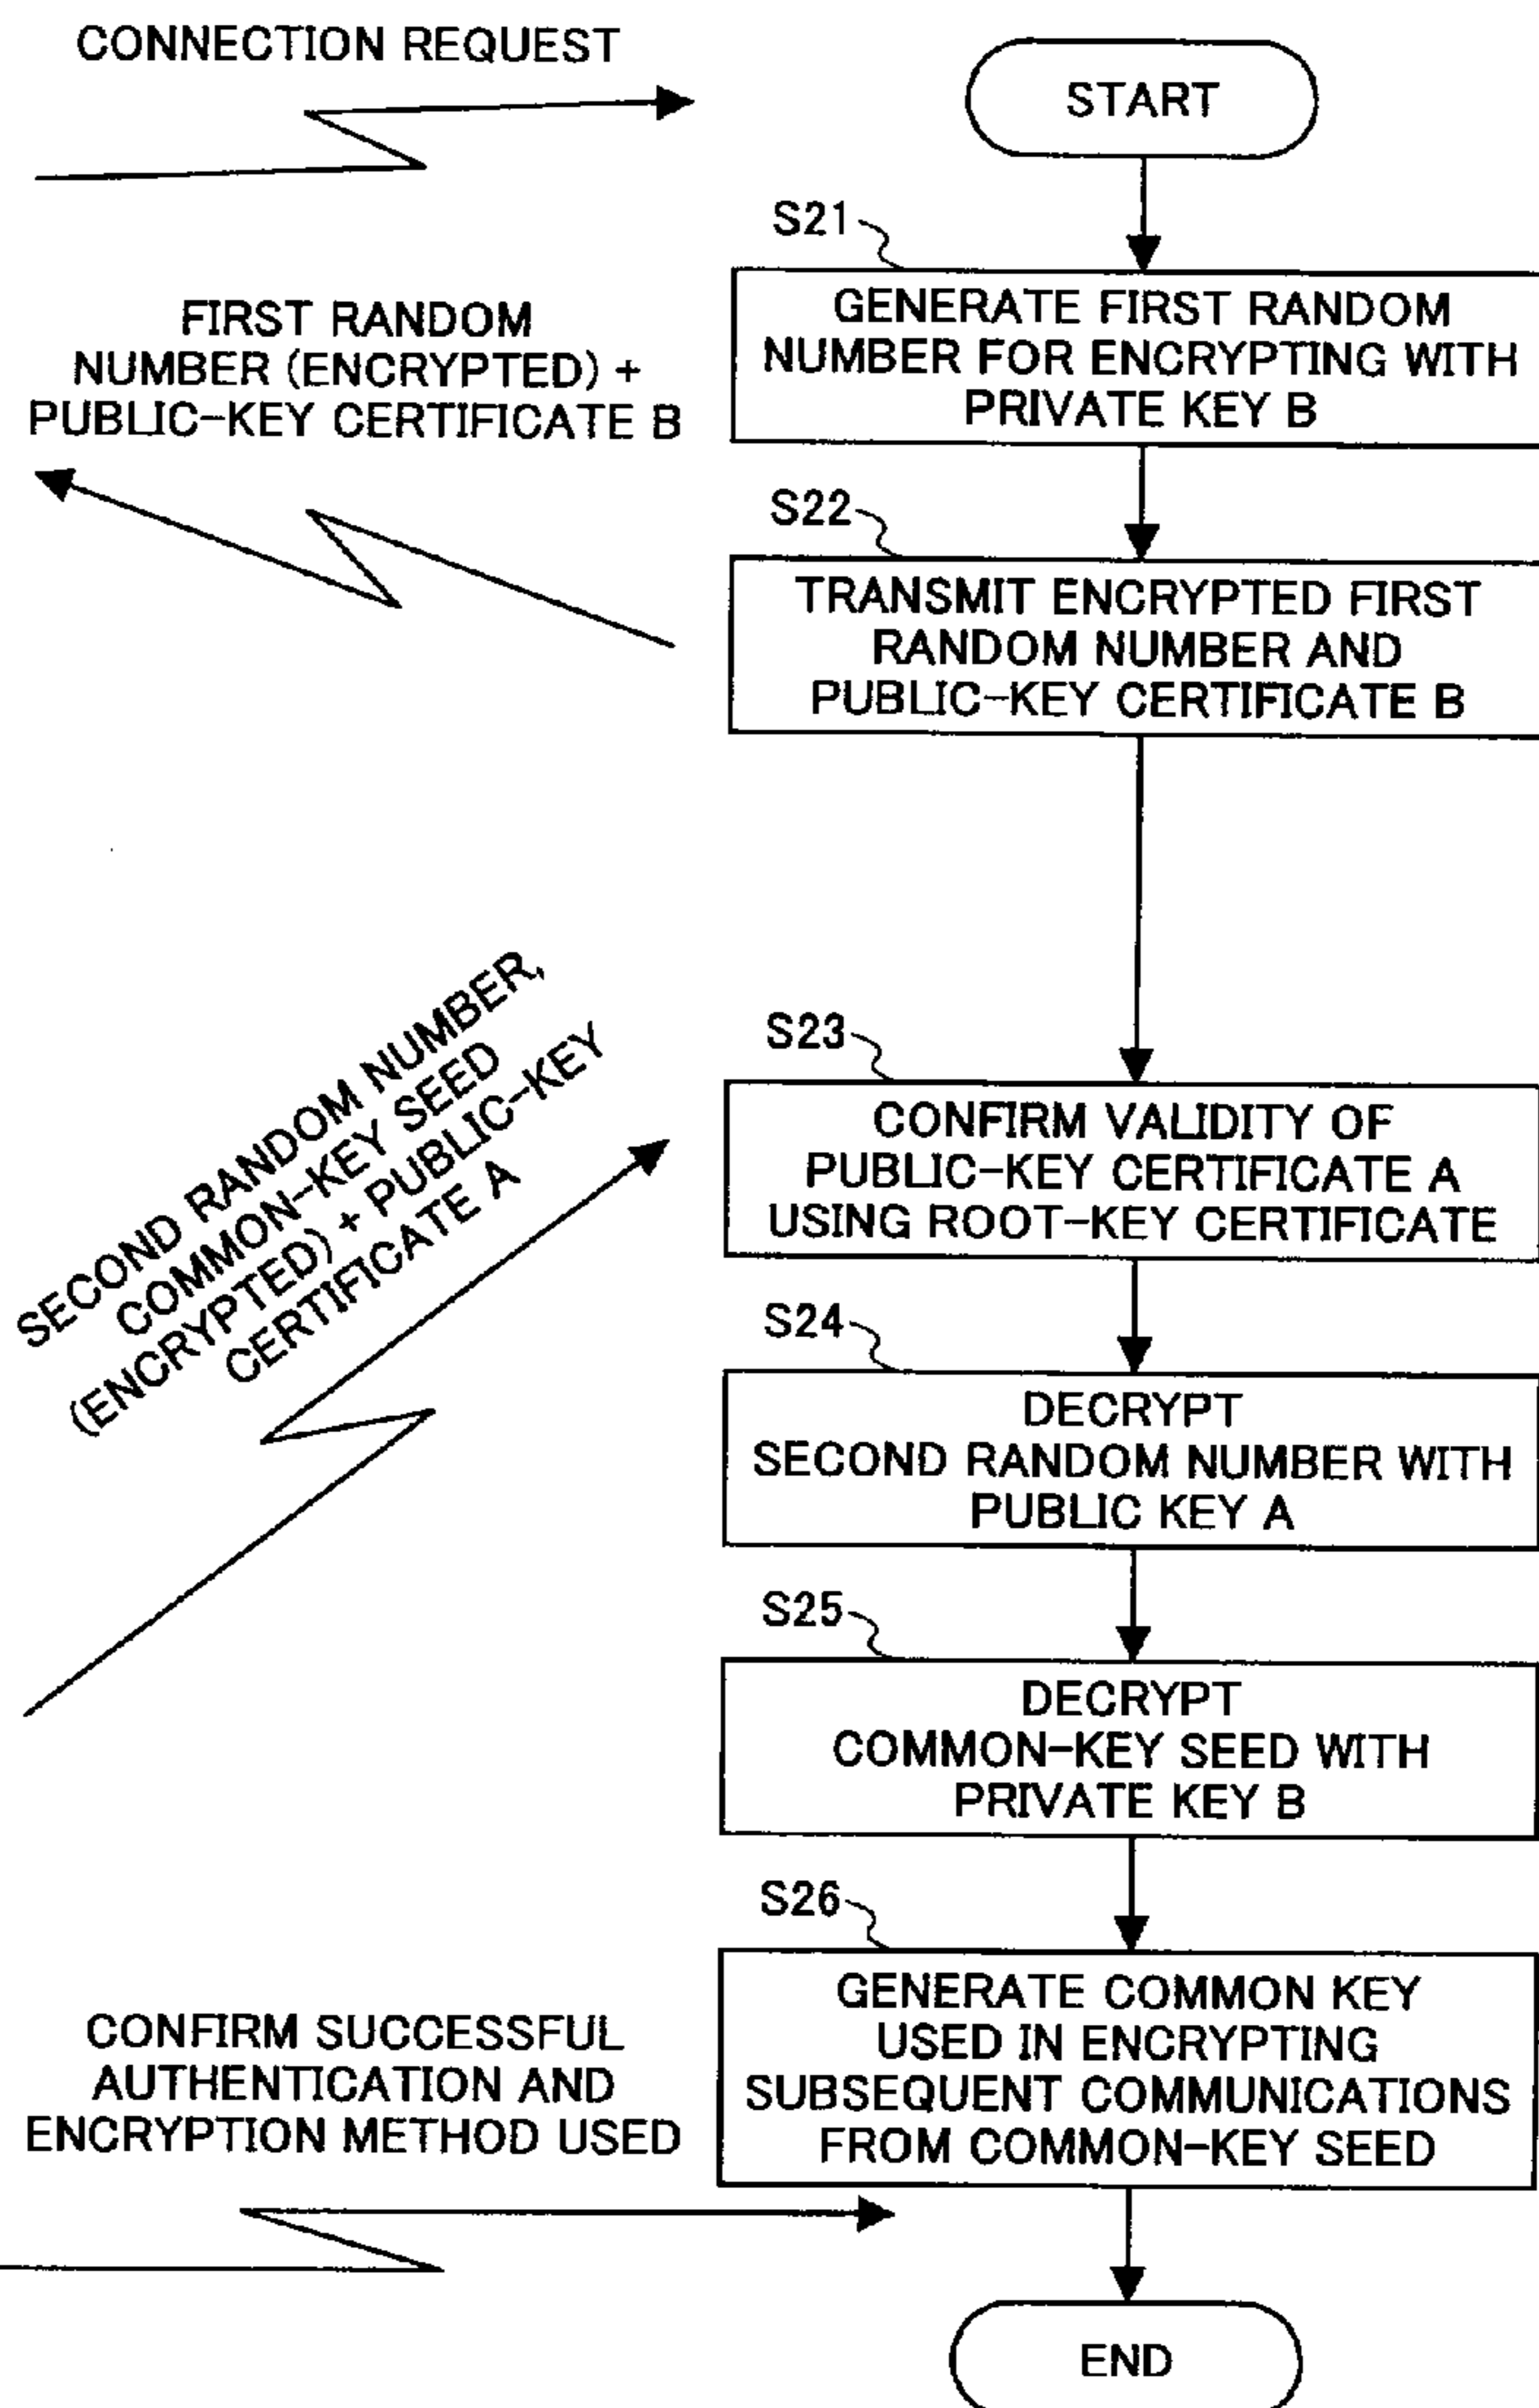 CONNECTION REQUEST
START
S21
GENERATE FIRST RANDOM
NUMBER FOR ENCRYPTING WITH
PRIVATE KEY B
FIRST RANDOM
NUMBER (ENCRYPTED) +
PUBLIC-KEY CERTIFICATE B
S22
TRANSMIT ENCRYPTED FIRST
RANDOM NUMBER AND
PUBLIC-KEY CERTIFICATE B
SECOND RANDOM NUMBER,
COMMON-KEY SEED
(ENCRYPTED) + PUBLIC-KEY
CERTIFICATE A
S23
CONFIRM VALIDITY OF
PUBLIC-KEY CERTIFICATE A
USING ROOT-KEY CERTIFICATE
S24
DECRYPT
SECOND RANDOM NUMBER WITH
PUBLIC KEY A
S25
DECRYPT
COMMON-KEY SEED WITH
PRIVATE KEY B
S26
GENERATE COMMON KEY
USED IN ENCRYPTING
SUBSEQUENT COMMUNICATIONS
FROM COMMON-KEY SEED
CONFIRM SUCCESSFUL
AUTHENTICATION AND
ENCRYPTION METHOD USED
END